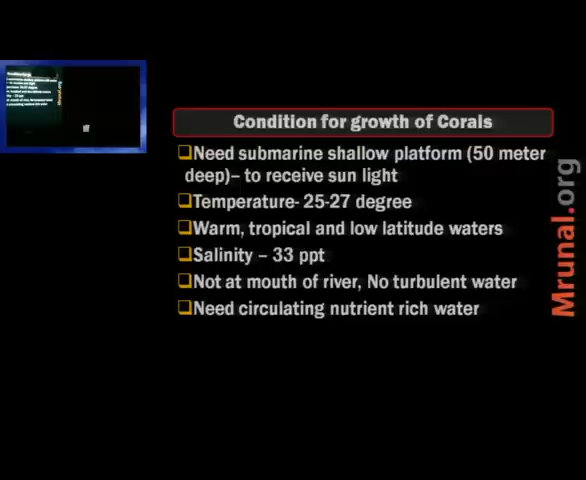 Condition for growth of Corals
Need submarine shallow platform (50 meter
deep)– to receive sun light
Temperature- 25-27 degree
Warm, tropical and low latitude waters
Salinity – 33 ppt
Not at mouth of river, No turbulent water
Need circulating nutrient rich water
Mrunal.org